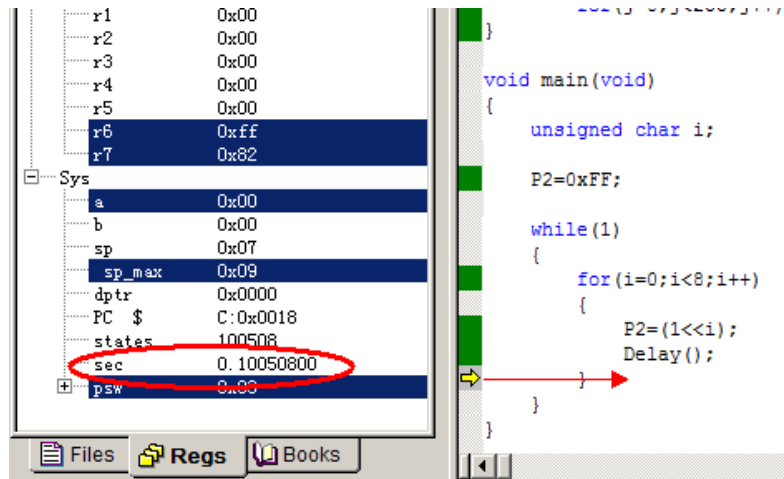 r1 0x00
r2 0x00
r3 0x00
r4 0x00
r5 0x00
r6 0xff
r7 0x82
Sys
a 0x00
b 0x00
sp 0x07
sp_max 0x09
dptr 0x0000
PC $ C:0x0018
states 100508
sec 0.10050800
psw
Files Regs Books
}
void main(void)
{
unsigned char i;
P2=0xFF;
while(1)
{
for(i=0;i<8;i++)
{
P2=(1<<i);
Delay();
}
}
}